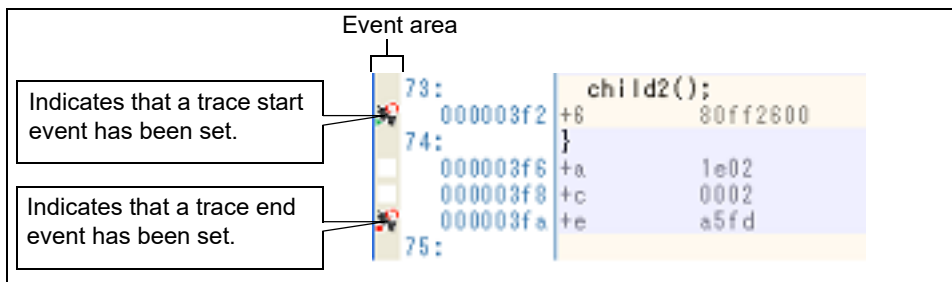 Event area
Indicates that a trace start
event has been set.
Indicates that a trace end
event has been set.
73: child2();
000003f2 +6 80ff2600
74: }
000003f6 +a 1e02
000003f8 +c 0002
000003fa +e a5fd
75: